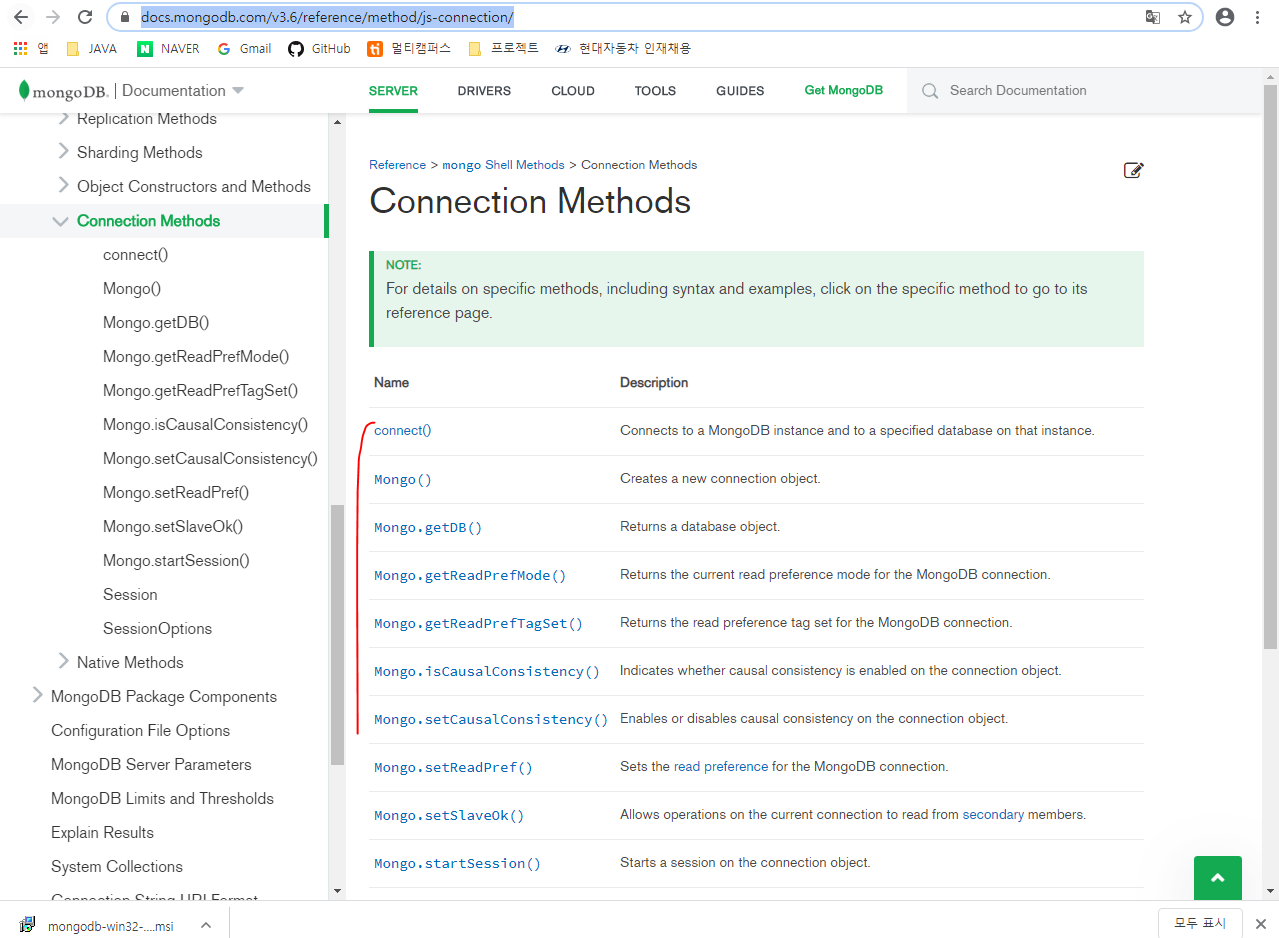 docs.mongodb.com/v3.6/reference/method/js-connection/
앱 JAVA NAVER Gmail GitHub 멀티캠퍼스 프로젝트 현대자동차 인재채용
mongoDB. | Documentation
SERVER DRIVERS CLOUD TOOLS GUIDES Get MongoDB Search Documentation
Replication Methods
Sharding Methods
Object Constructors and Methods
Connection Methods
connect()
Mongo()
Mongo.getDB()
Mongo.getReadPrefMode()
Mongo.getReadPrefTagSet()
Mongo.isCausalConsistency()
Mongo.setCausalConsistency()
Mongo.setReadPref()
Mongo.setSlaveOk()
Mongo.startSession()
Session
SessionOptions
Native Methods
MongoDB Package Components
Configuration File Options
MongoDB Server Parameters
MongoDB Limits and Thresholds
Explain Results
System Collections
Connection String URI Format
Reference > mongo Shell Methods > Connection Methods
Connection Methods
NOTE:
For details on specific methods, including syntax and examples, click on the specific method to go to its
reference page.
Name Description
connect() Connects to a MongoDB instance and to a specified database on that instance.
Mongo() Creates a new connection object.
Mongo.getDB() Returns a database object.
Mongo.getReadPrefMode() Returns the current read preference mode for the MongoDB connection.
Mongo.getReadPrefTagSet() Returns the read preference tag set for the MongoDB connection.
Mongo.isCausalConsistency() Indicates whether causal consistency is enabled on the connection object.
Mongo.setCausalConsistency() Enables or disables causal consistency on the connection object.
Mongo.setReadPref() Sets the read preference for the MongoDB connection.
Mongo.setSlaveOk() Allows operations on the current connection to read from secondary members.
Mongo.startSession() Starts a session on the connection object.
mongodb-win32-....msi
모두 표시